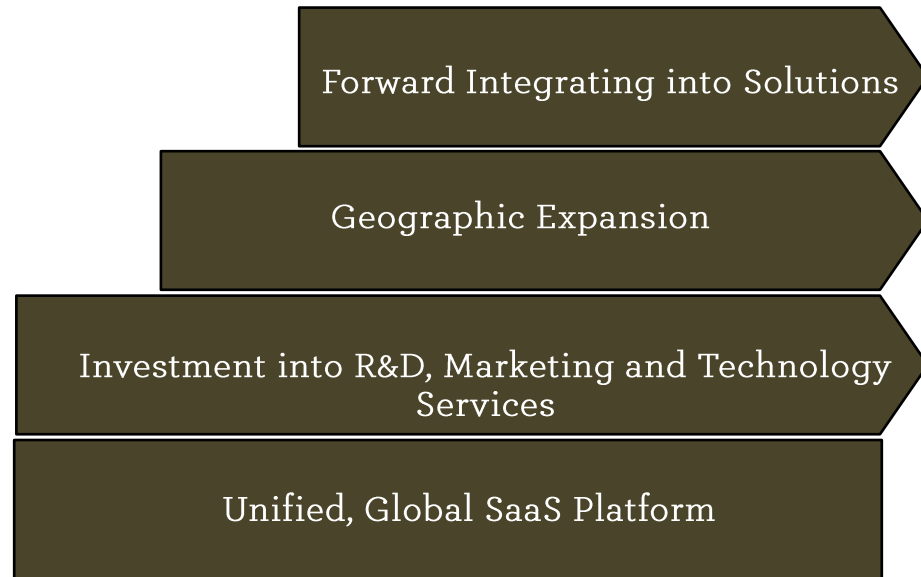 Forward Integrating into Solutions
Geographic Expansion
Investment into R&D, Marketing and Technology
Services
Unified, Global SaaS Platform